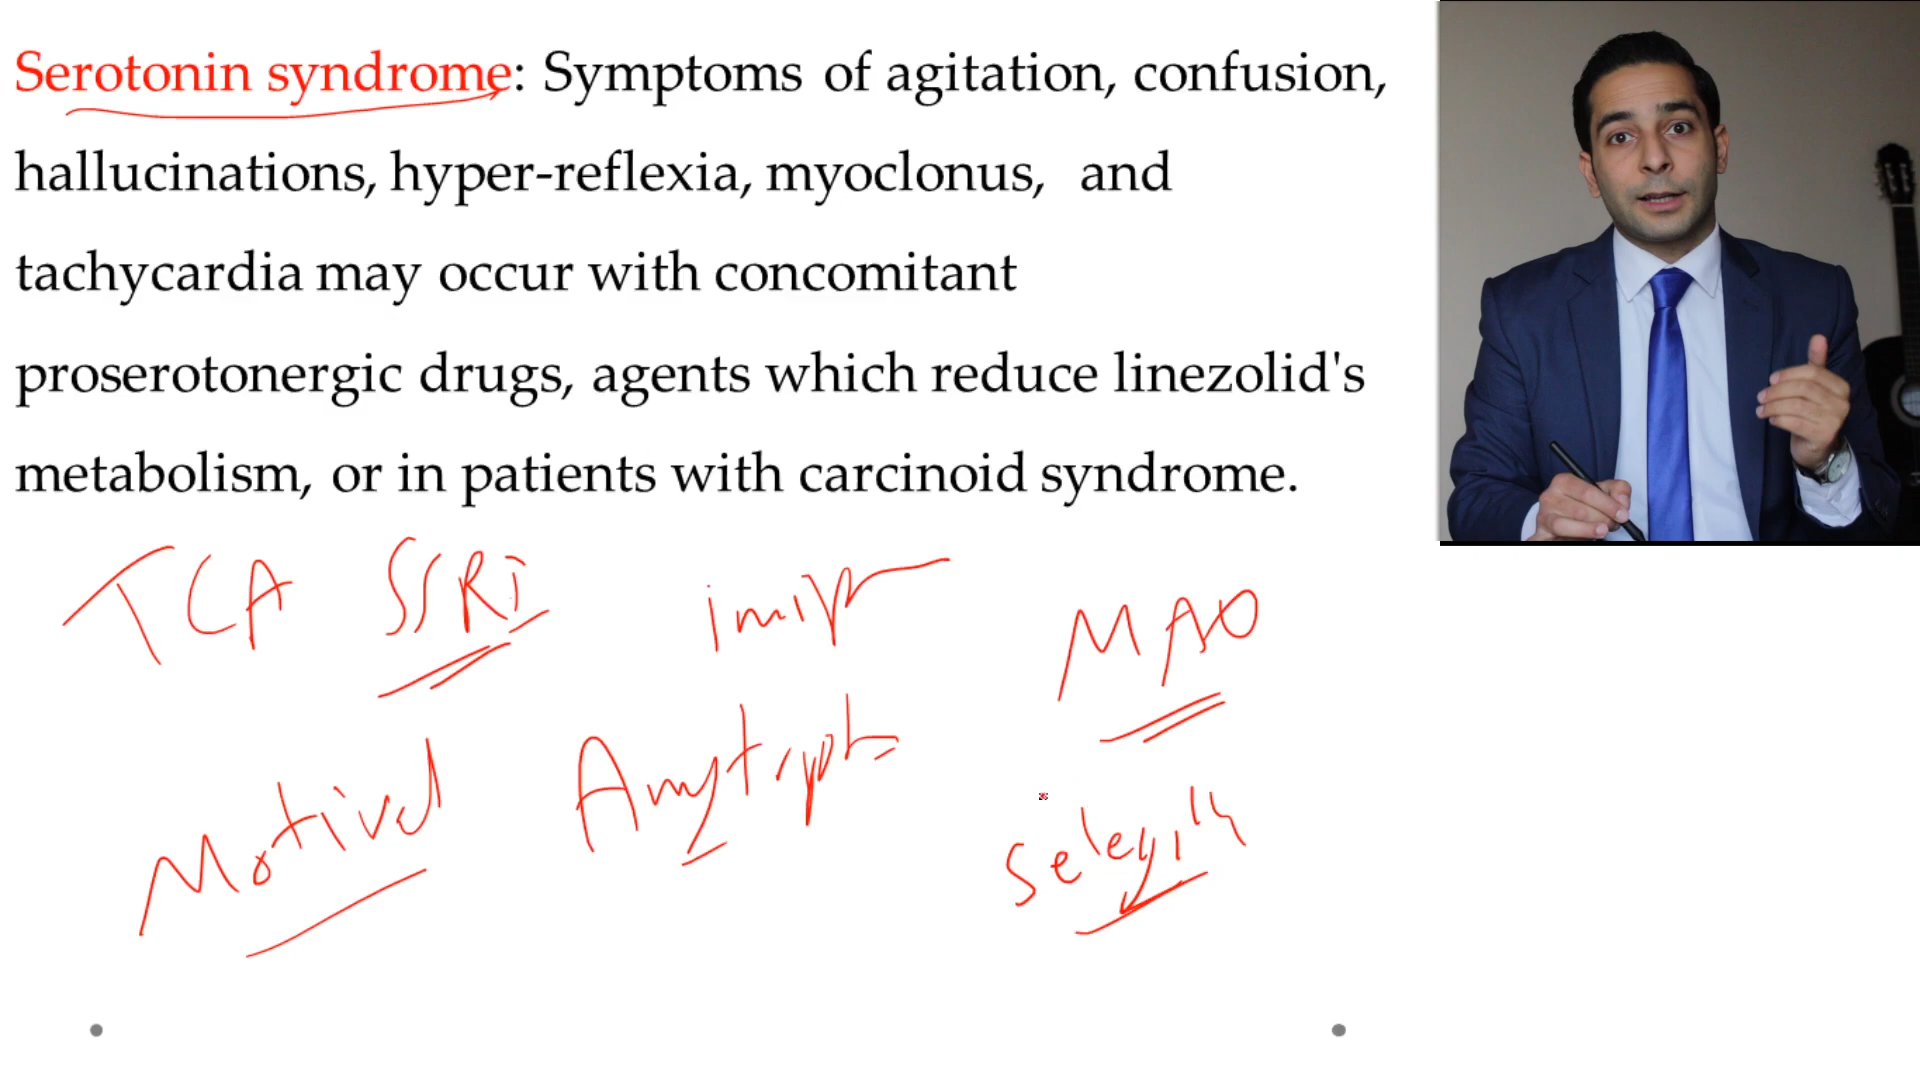 Serotonin syndrome: Symptoms of agitation, confusion,
hallucinations, hyper-reflexia, myoclonus, and
tachycardia may occur with concomitant
proserotonergic drugs, agents which reduce linezolid's
metabolism, or in patients with carcinoid syndrome.
TCA SSRI MAO
Motival